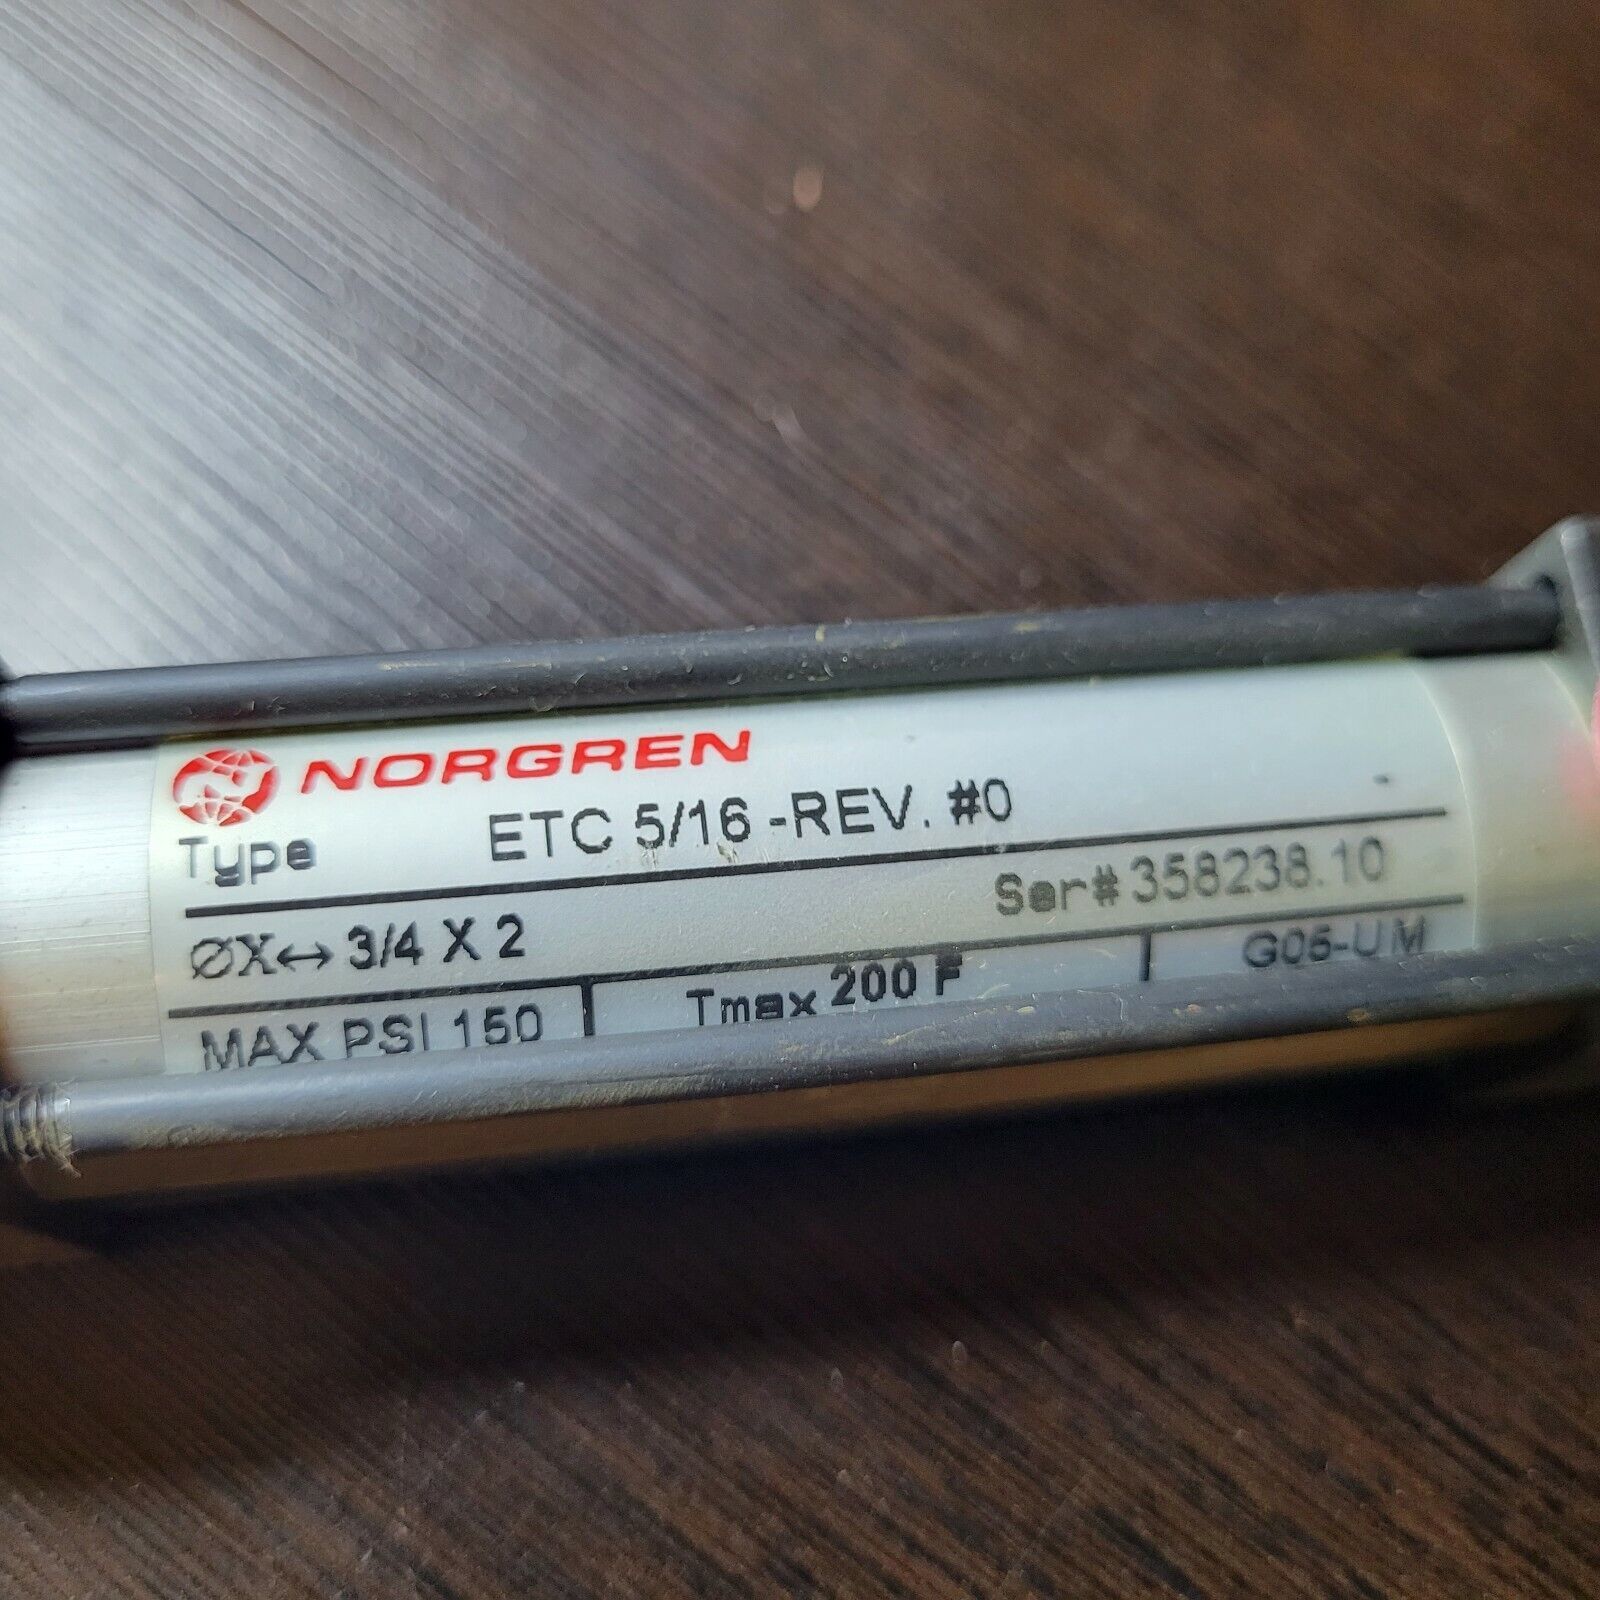 NORGREN
Type ETC 5/16 -REV. #0 -
ØX↔ 3/4 X 2 Ser# 358238.10
MAX PSI 150 Tmax 200 F G05-UM